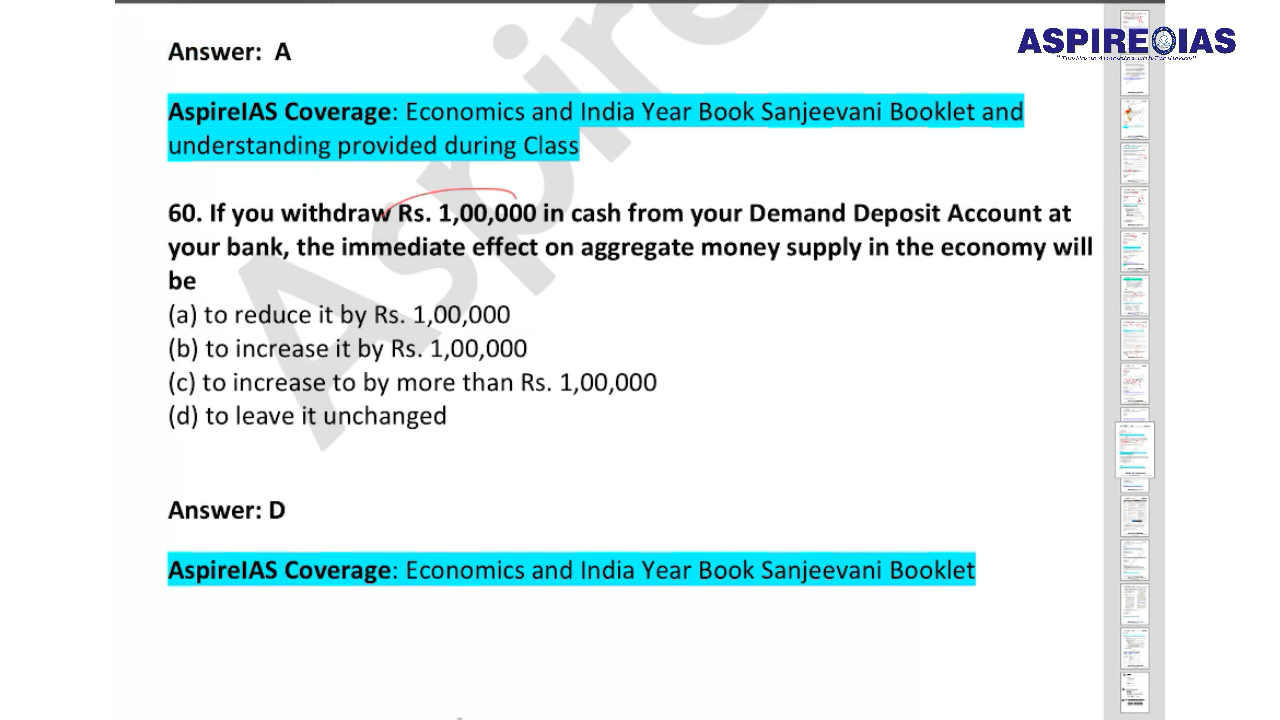 ASPIRE IAS
Answer: A
AspireIAS Coverage: Economics and India Year Book Sanjeevani Booklet and
understanding provided during Class
60. If you withdraw Rs. 1,00,000 in cash from your Demand Deposit Account at
your bank, the immediate effect on aggregate money supply in the economy will
be
(a) to reduce it by Rs. 1,00,000
(b) to increase it by Rs. 1,00,000
(c) to increase to by more than Rs. 1,00,000
(d) to leave it unchanged
Answer: D
AspireIAS Coverage: Economics and India Year Book Sanjeevani Booklet